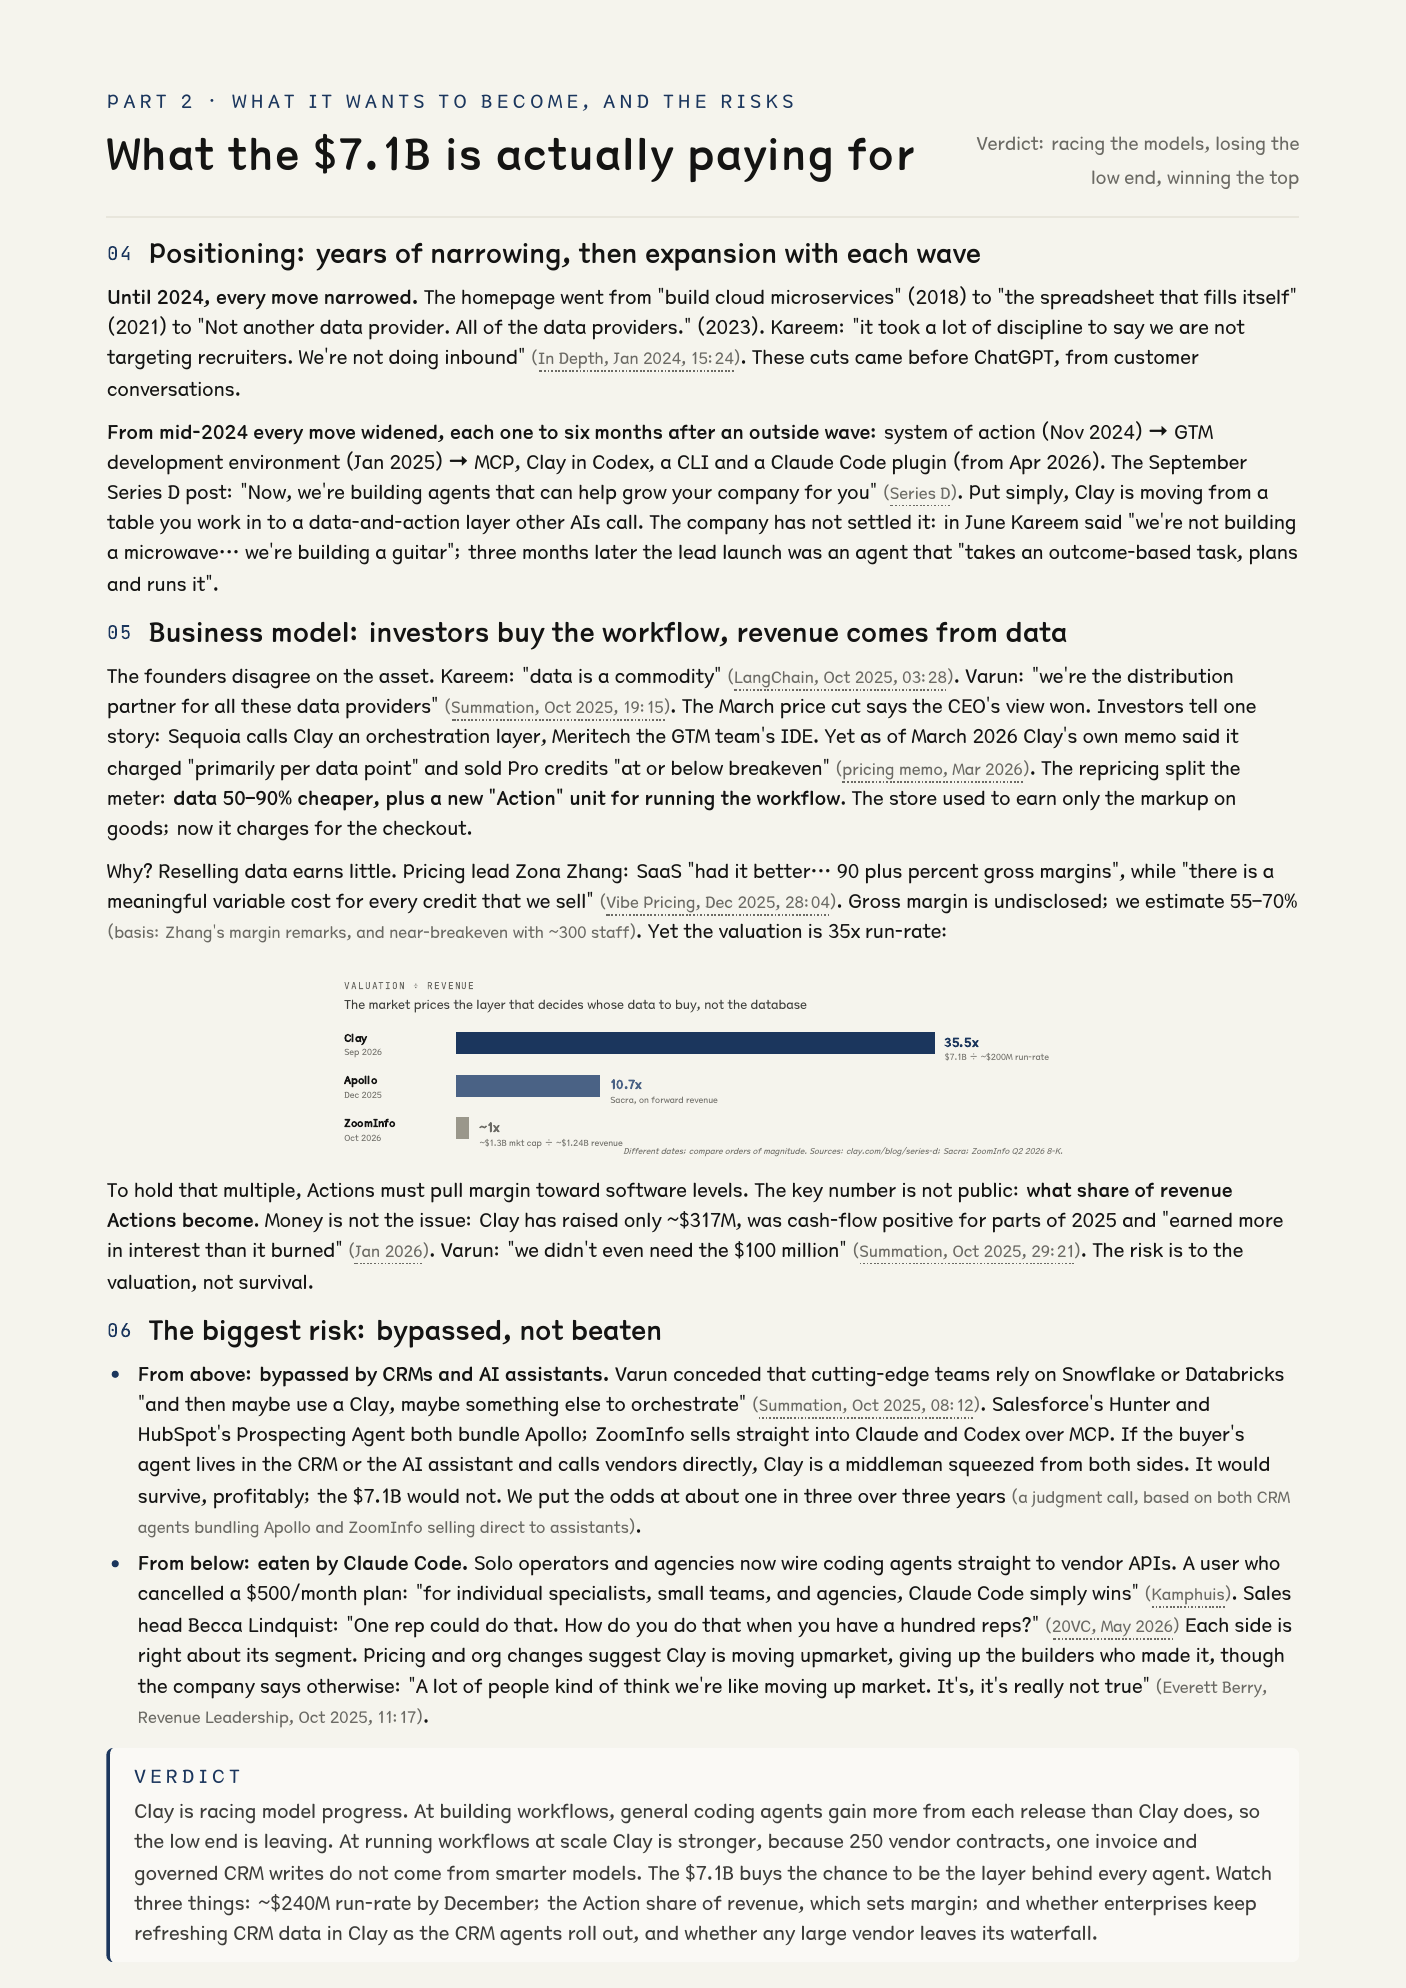 PART 2 · WHAT IT WANTS TO BECOME, AND THE RISKS
What the $7.1B is actually paying for
Verdict: racing the models, losing the
low end, winning the top
04 Positioning: years of narrowing, then expansion with each wave
Until 2024, every move narrowed. The homepage went from "build cloud microservices" (2018) to "the spreadsheet that fills itself"
(2021) to "Not another data provider. All of the data providers." (2023). Kareem: "it took a lot of discipline to say we are not
targeting recruiters. We're not doing inbound" (In Depth, Jan 2024, 15:24). These cuts came before ChatGPT, from customer
conversations.
From mid-2024 every move widened, each one to six months after an outside wave: system of action (Nov 2024) → GTM
development environment (Jan 2025) → MCP, Clay in Codex, a CLI and a Claude Code plugin (from Apr 2026). The September
Series D post: "Now, we're building agents that can help grow your company for you" (Series D). Put simply, Clay is moving from a
table you work in to a data-and-action layer other AIs call. The company has not settled it: in June Kareem said "we're not building
a microwave… we're building a guitar"; three months later the lead launch was an agent that "takes an outcome-based task, plans
and runs it".
05 Business model: investors buy the workflow, revenue comes from data
The founders disagree on the asset. Kareem: "data is a commodity" (LangChain, Oct 2025, 03:28). Varun: "we're the distribution
partner for all these data providers" (Summation, Oct 2025, 19:15). The March price cut says the CEO's view won. Investors tell one
story: Sequoia calls Clay an orchestration layer, Meritech the GTM team's IDE. Yet as of March 2026 Clay's own memo said it
charged "primarily per data point" and sold Pro credits "at or below breakeven" (pricing memo, Mar 2026). The repricing split the
meter: data 50–90% cheaper, plus a new "Action" unit for running the workflow. The store used to earn only the markup on
goods; now it charges for the checkout.
Why? Reselling data earns little. Pricing lead Zona Zhang: SaaS "had it better… 90 plus percent gross margins", while "there is a
meaningful variable cost for every credit that we sell" (Vibe Pricing, Dec 2025, 28:04). Gross margin is undisclosed; we estimate 55–70%
(basis: Zhang's margin remarks, and near-breakeven with ~300 staff). Yet the valuation is 35x run-rate:
VALUATION ÷ REVENUE
The market prices the layer that decides whose data to buy, not the database
Clay
Sep 2026
35.5x
$7.1B ÷ ~$200M run-rate
Apollo
Dec 2025
10.7x
Sacra, on forward revenue
ZoomInfo
Oct 2026
~1x
~$1.3B mkt cap ÷ ~$1.24B revenue
Different dates; compare orders of magnitude. Sources: clay.com/blog/series-d; Sacra; ZoomInfo Q2 2026 8-K.
To hold that multiple, Actions must pull margin toward software levels. The key number is not public: what share of revenue
Actions become. Money is not the issue: Clay has raised only ~$317M, was cash-flow positive for parts of 2025 and "earned more
in interest than it burned" (Jan 2026). Varun: "we didn't even need the $100 million" (Summation, Oct 2025, 29:21). The risk is to the
valuation, not survival.
06 The biggest risk: bypassed, not beaten
• From above: bypassed by CRMs and AI assistants. Varun conceded that cutting-edge teams rely on Snowflake or Databricks
"and then maybe use a Clay, maybe something else to orchestrate" (Summation, Oct 2025, 08:12). Salesforce's Hunter and
HubSpot's Prospecting Agent both bundle Apollo; ZoomInfo sells straight into Claude and Codex over MCP. If the buyer's
agent lives in the CRM or the AI assistant and calls vendors directly, Clay is a middleman squeezed from both sides. It would
survive, profitably; the $7.1B would not. We put the odds at about one in three over three years (a judgment call, based on both CRM
agents bundling Apollo and ZoomInfo selling direct to assistants).
• From below: eaten by Claude Code. Solo operators and agencies now wire coding agents straight to vendor APIs. A user who
cancelled a $500/month plan: "for individual specialists, small teams, and agencies, Claude Code simply wins" (Kamphuis). Sales
head Becca Lindquist: "One rep could do that. How do you do that when you have a hundred reps?" (20VC, May 2026) Each side is
right about its segment. Pricing and org changes suggest Clay is moving upmarket, giving up the builders who made it, though
the company says otherwise: "A lot of people kind of think we're like moving up market. It's, it's really not true" (Everett Berry,
Revenue Leadership, Oct 2025, 11:17).
VERDICT
Clay is racing model progress. At building workflows, general coding agents gain more from each release than Clay does, so
the low end is leaving. At running workflows at scale Clay is stronger, because 250 vendor contracts, one invoice and
governed CRM writes do not come from smarter models. The $7.1B buys the chance to be the layer behind every agent. Watch
three things: ~$240M run-rate by December; the Action share of revenue, which sets margin; and whether enterprises keep
refreshing CRM data in Clay as the CRM agents roll out, and whether any large vendor leaves its waterfall.